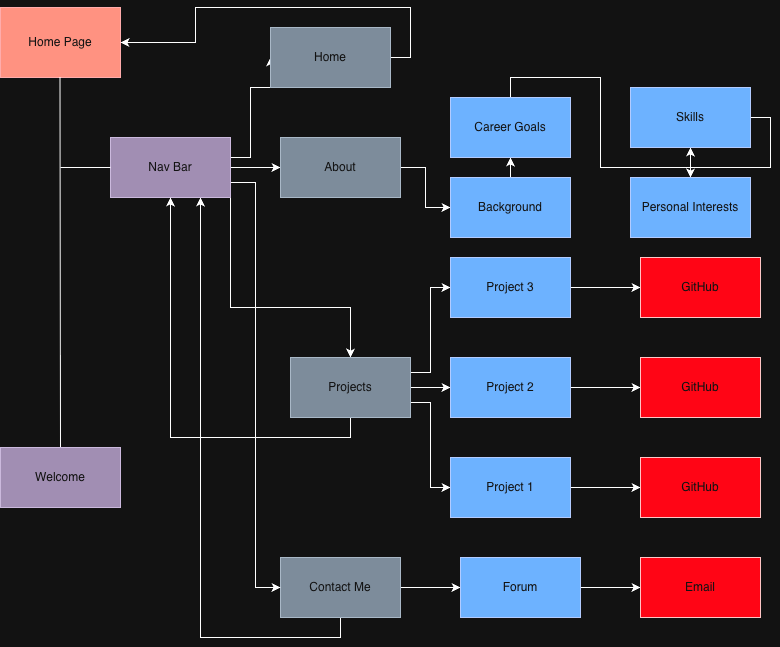 Home Page
Home
Career Goals
Skills
Nav Bar
About
Background
Personal Interests
Project 3
GitHub
Projects
Project 2
GitHub
Welcome
Project 1
GitHub
Contact Me
Forum
Email